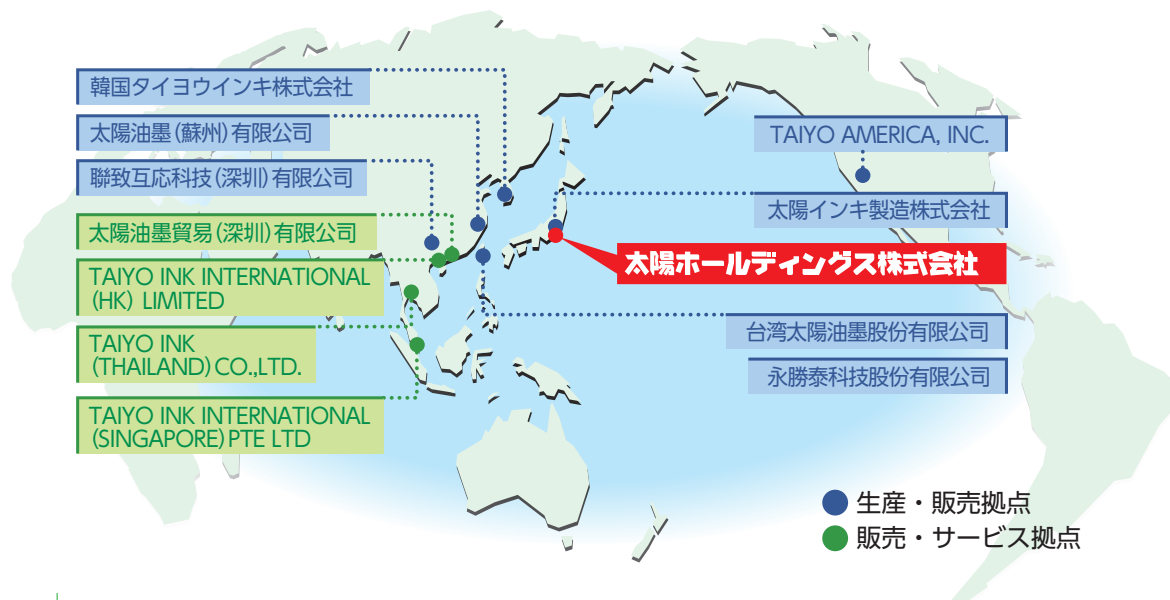 韓国タイヨウインキ株式会社
太陽油墨(蘇州)有限公司
聯致互応科技(深圳)有限公司
太陽油墨貿易(深圳)有限公司
TAIYO INK INTERNATIONAL
(HK) LIMITED
TAIYO INK
(THAILAND)CO.,LTD.
TAIYO INK INTERNATIONAL
(SINGAPORE)PTE LTD
TAIYO AMERICA, INC.
太陽インキ製造株式会社
太陽ホールディングス株式会社
台湾太陽油墨股份有限公司
永勝泰科技股份有限公司
生産・販売拠点
販売・サービス拠点